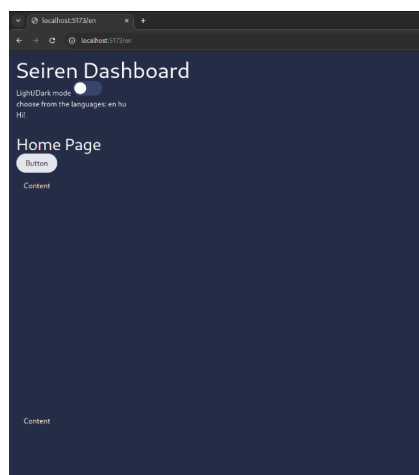 localhost:5173/en
localhost:5173/en
Seiren Dashboard
Light/Dark mode
choose from the languages: en hu
Hi!
Home Page
Button
Content
Content